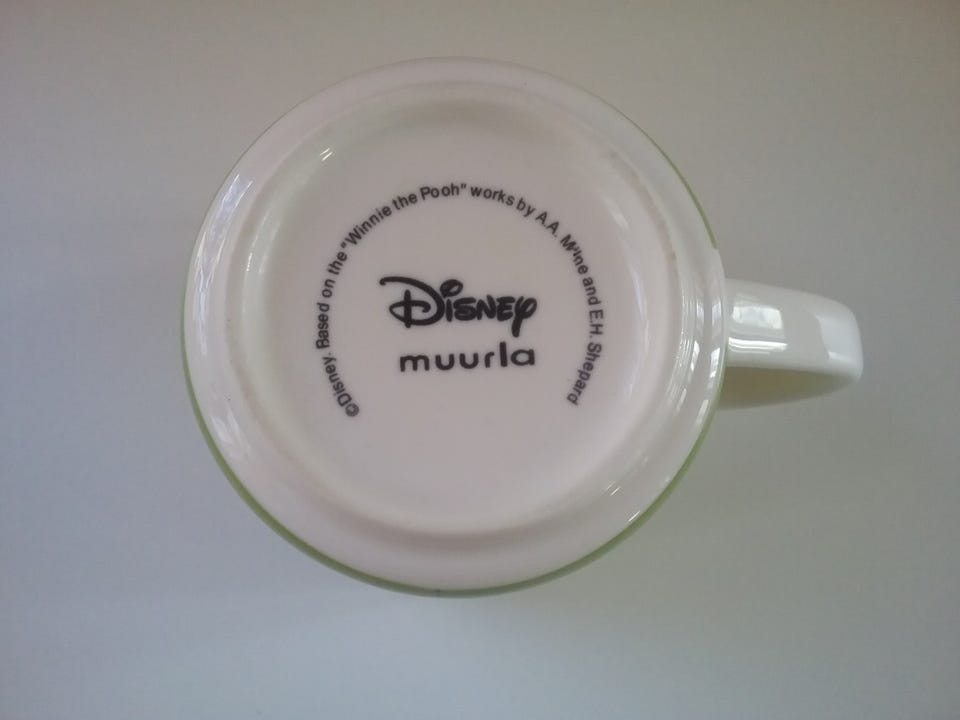 ©Disney. Based on the "Winnie the Pooh" works by A.A. Milne and E.H. Shepard
Disney
muurla